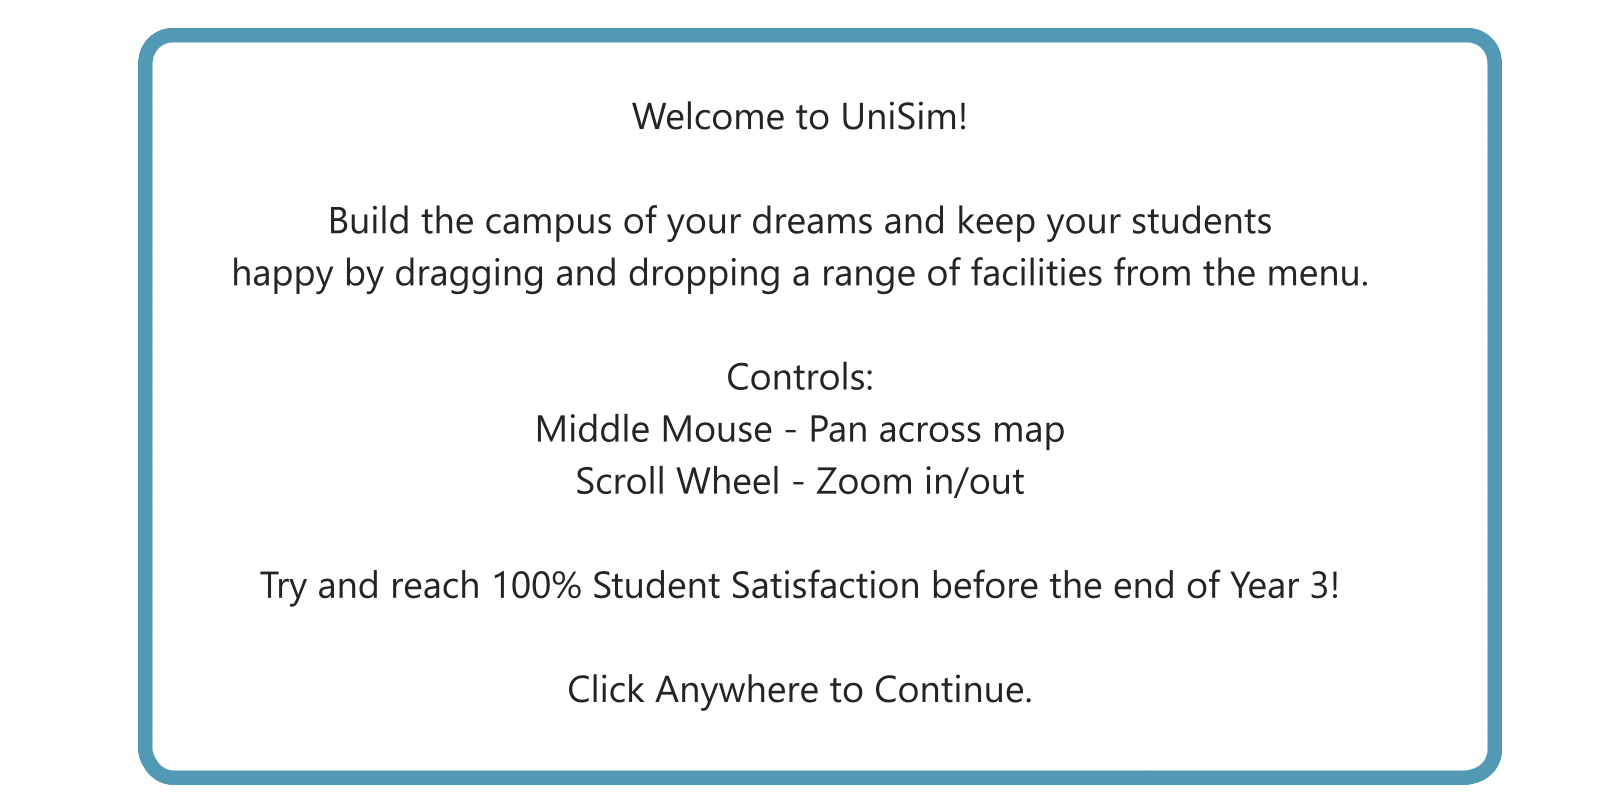 Welcome to UniSim!
Build the campus of your dreams and keep your students
happy by dragging and dropping a range of facilities from the menu.
Controls:
Middle Mouse - Pan across map
Scroll Wheel - Zoom in/out
Try and reach 100% Student Satisfaction before the end of Year 3!
Click Anywhere to Continue.